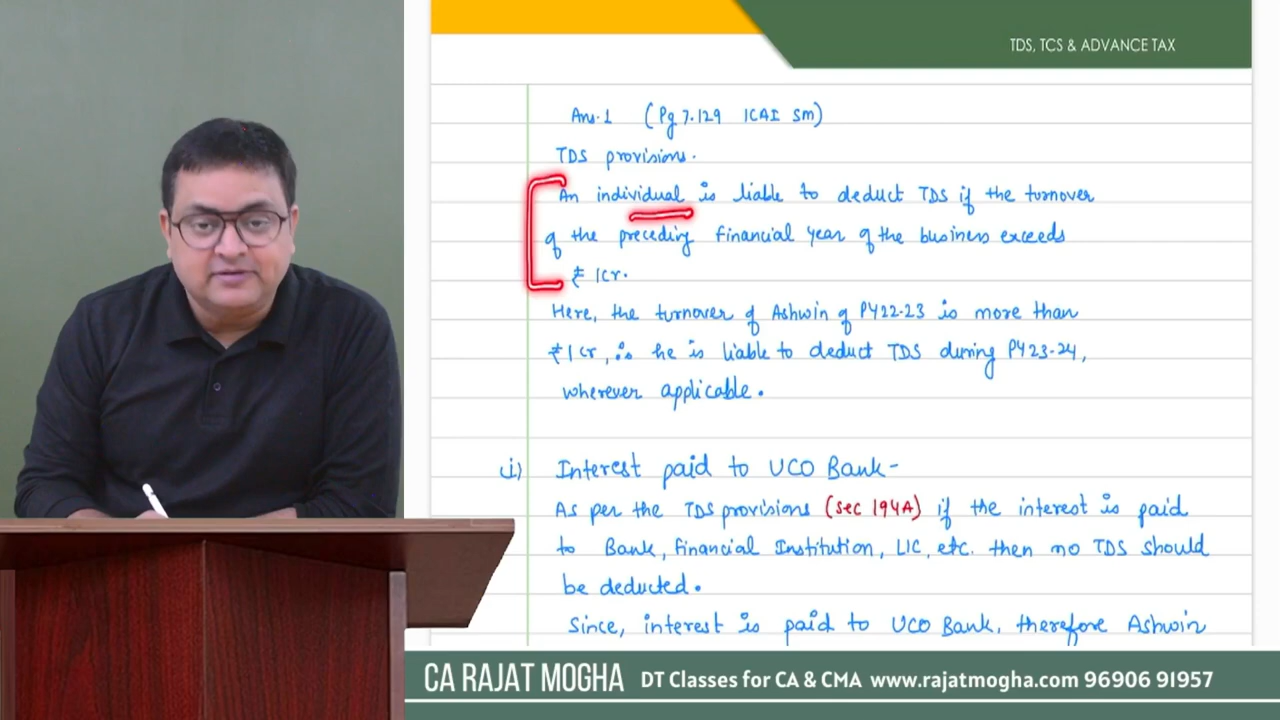 TDS, TCS & ADVANCE TAX
Ans.1 (Pg 7.129 ICAI SM)
TDS provisions.
An individual is liable to deduct TDS if the turnover
of the preceding financial year of the business exceeds
₹ 1cr.
Here, the turnover of Ashwin of PY22-23 is more than
₹1cr, ∴ he is liable to deduct TDS during PY23-24,
wherever applicable.
(i) Interest paid to UCO Bank-
As per the TDS provisions (sec 194A) if the interest is paid
to Bank, Financial Institution, LIC, etc. then no TDS should
be deducted.
Since, interest is paid to UCO Bank, therefore Ashwin
CA RAJAT MOGHA DT Classes for CA & CMA www.rajatmogha.com 96906 91957